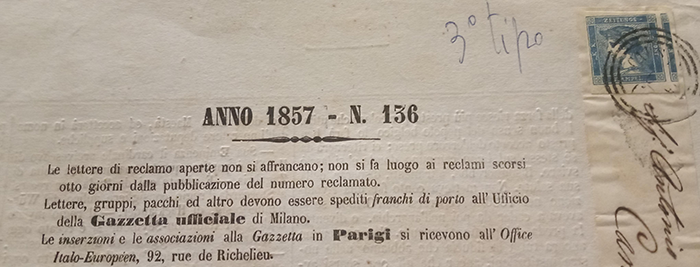 3º tipo
ANNO 1857 - N. 136
Le lettere di reclamo aperte non si affrancano; non si fa luogo ai reclami scorsi
otto giorni dalla pubblicazione del numero reclamato.
Lettere, gruppi, pacchi ed altro devono essere spediti franchi di porto all' Ufficio
della Gazzetta ufficiale di Milano.
Le inserzioni e le associazioni alla Gazzetta in Parigi si ricevono all' Office
Italo-Européen, 92, rue de Richelieu.
Antonio